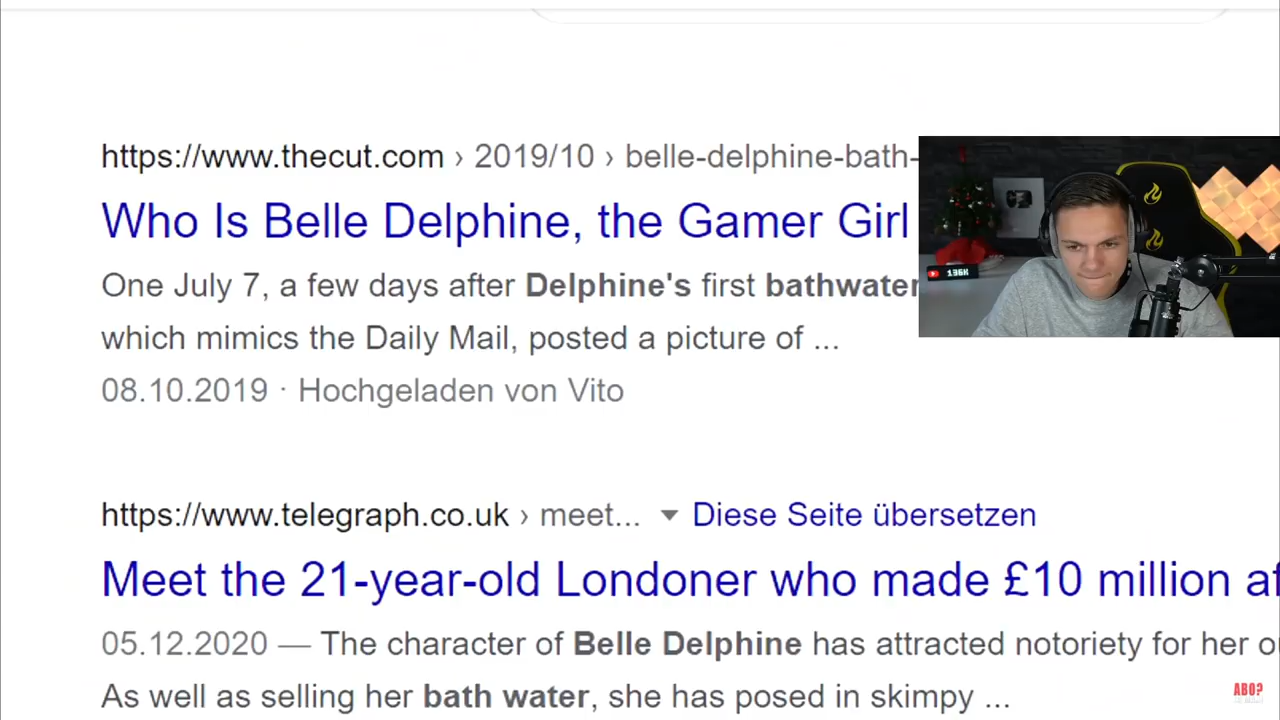 https://www.thecut.com › 2019/10 › belle-delphine-bath-
Who Is Belle Delphine, the Gamer Girl
One July 7, a few days after Delphine's first bathwater
which mimics the Daily Mail, posted a picture of ...
08.10.2019 · Hochgeladen von Vito
136K
https://www.telegraph.co.uk › meet... Diese Seite übersetzen
Meet the 21-year-old Londoner who made £10 million af
05.12.2020 — The character of Belle Delphine has attracted notoriety for her ou
As well as selling her bath water, she has posed in skimpy ...
ABO?